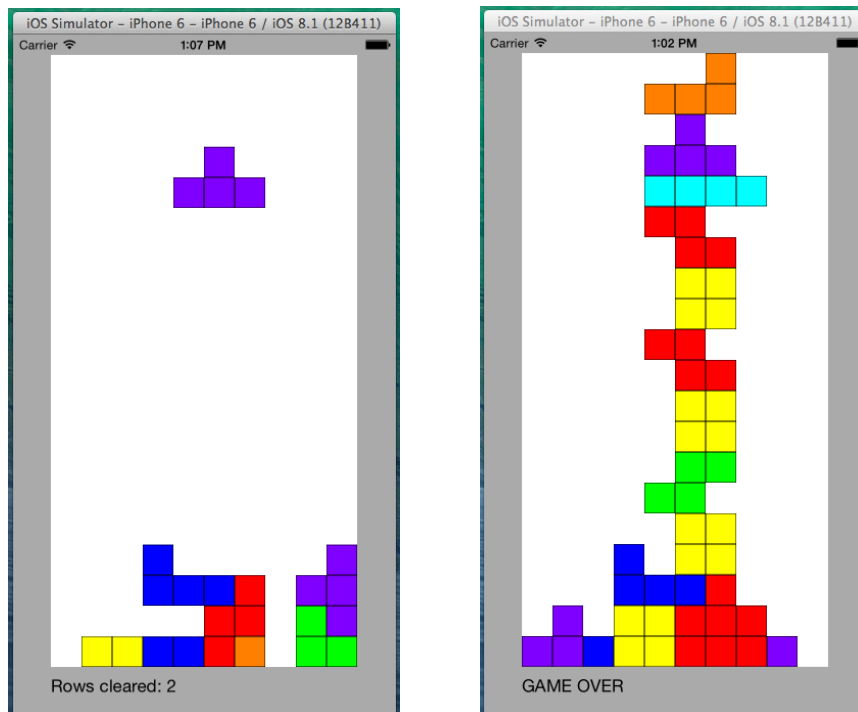 iOS Simulator – iPhone 6 – iPhone 6 / iOS 8.1 (12B411)
Carrier 1:07 PM
Rows cleared: 2
iOS Simulator – iPhone 6 – iPhone 6 / iOS 8.1 (12B411)
Carrier 1:02 PM
GAME OVER